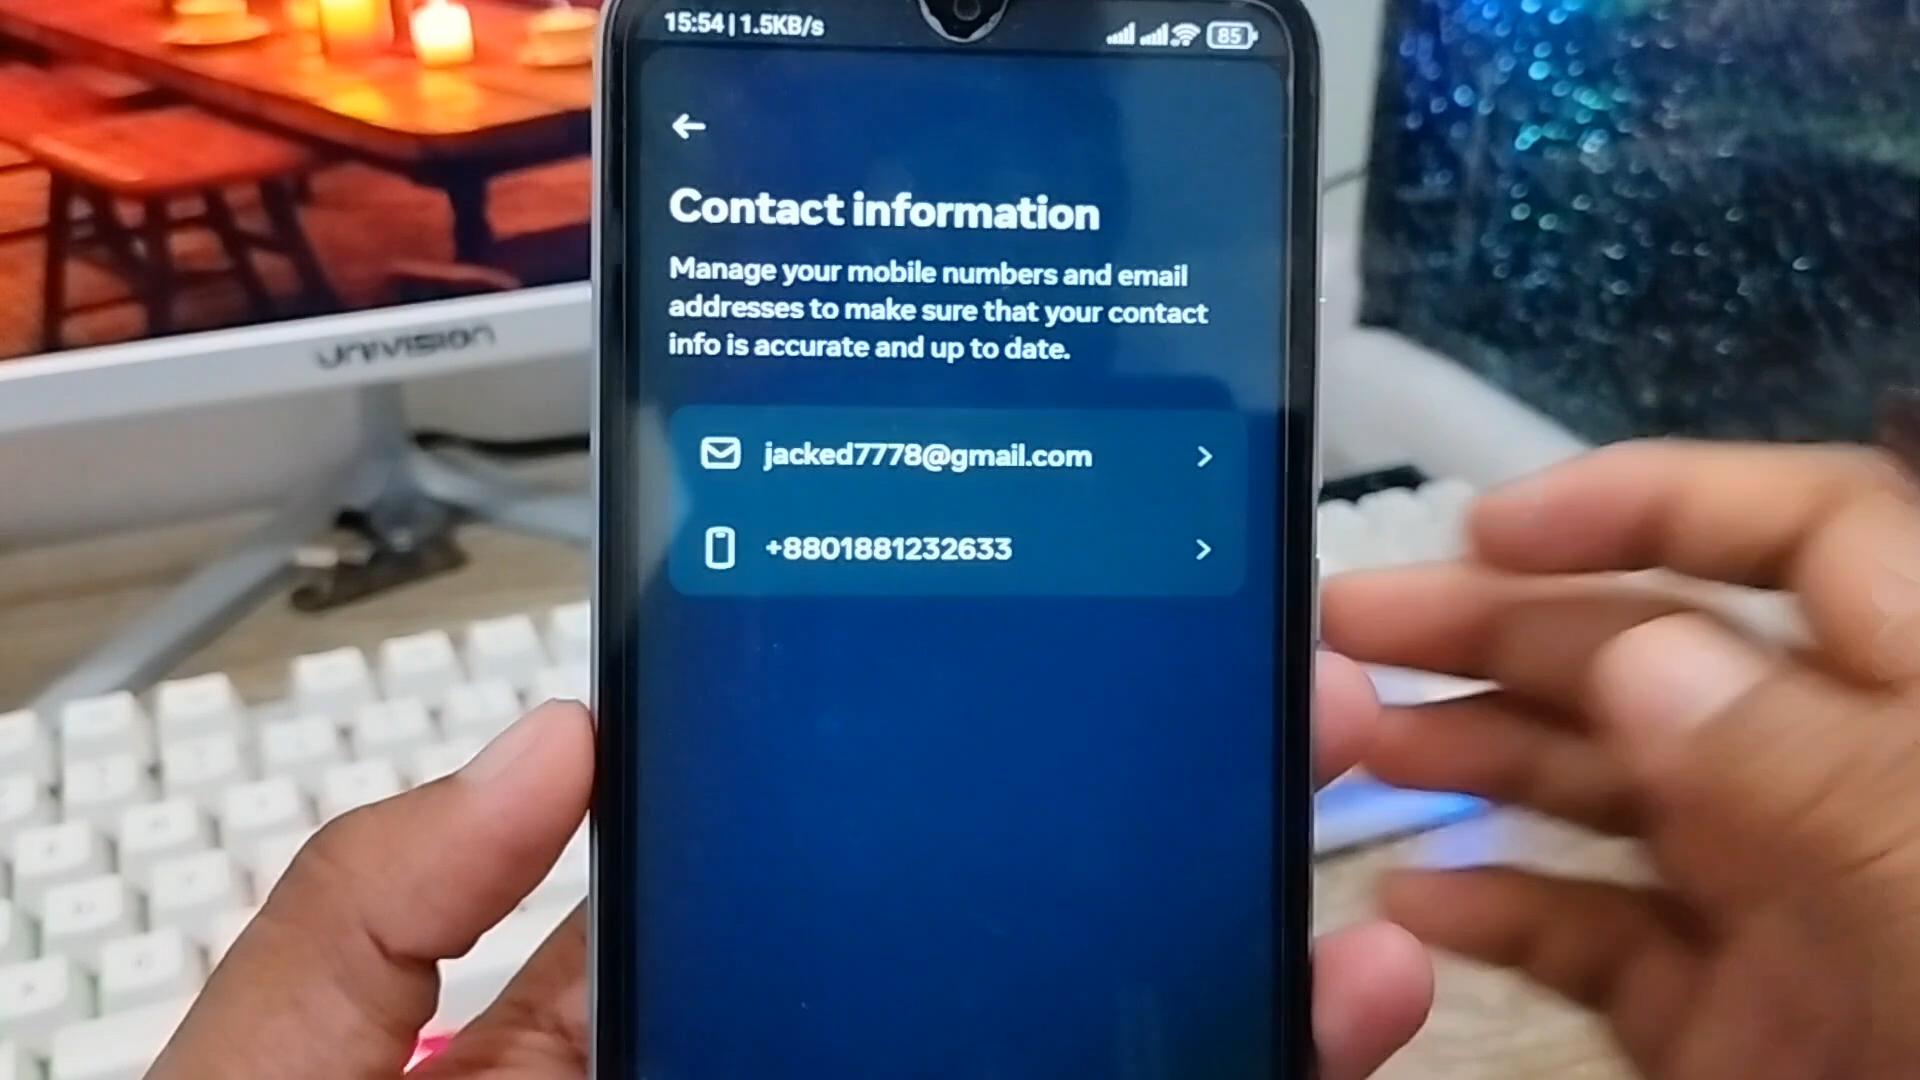 15:54 | 1.5KB/s
85
Contact information
Manage your mobile numbers and email
addresses to make sure that your contact
info is accurate and up to date.
jacked7778@gmail.com
+8801881232633
UNIVISION